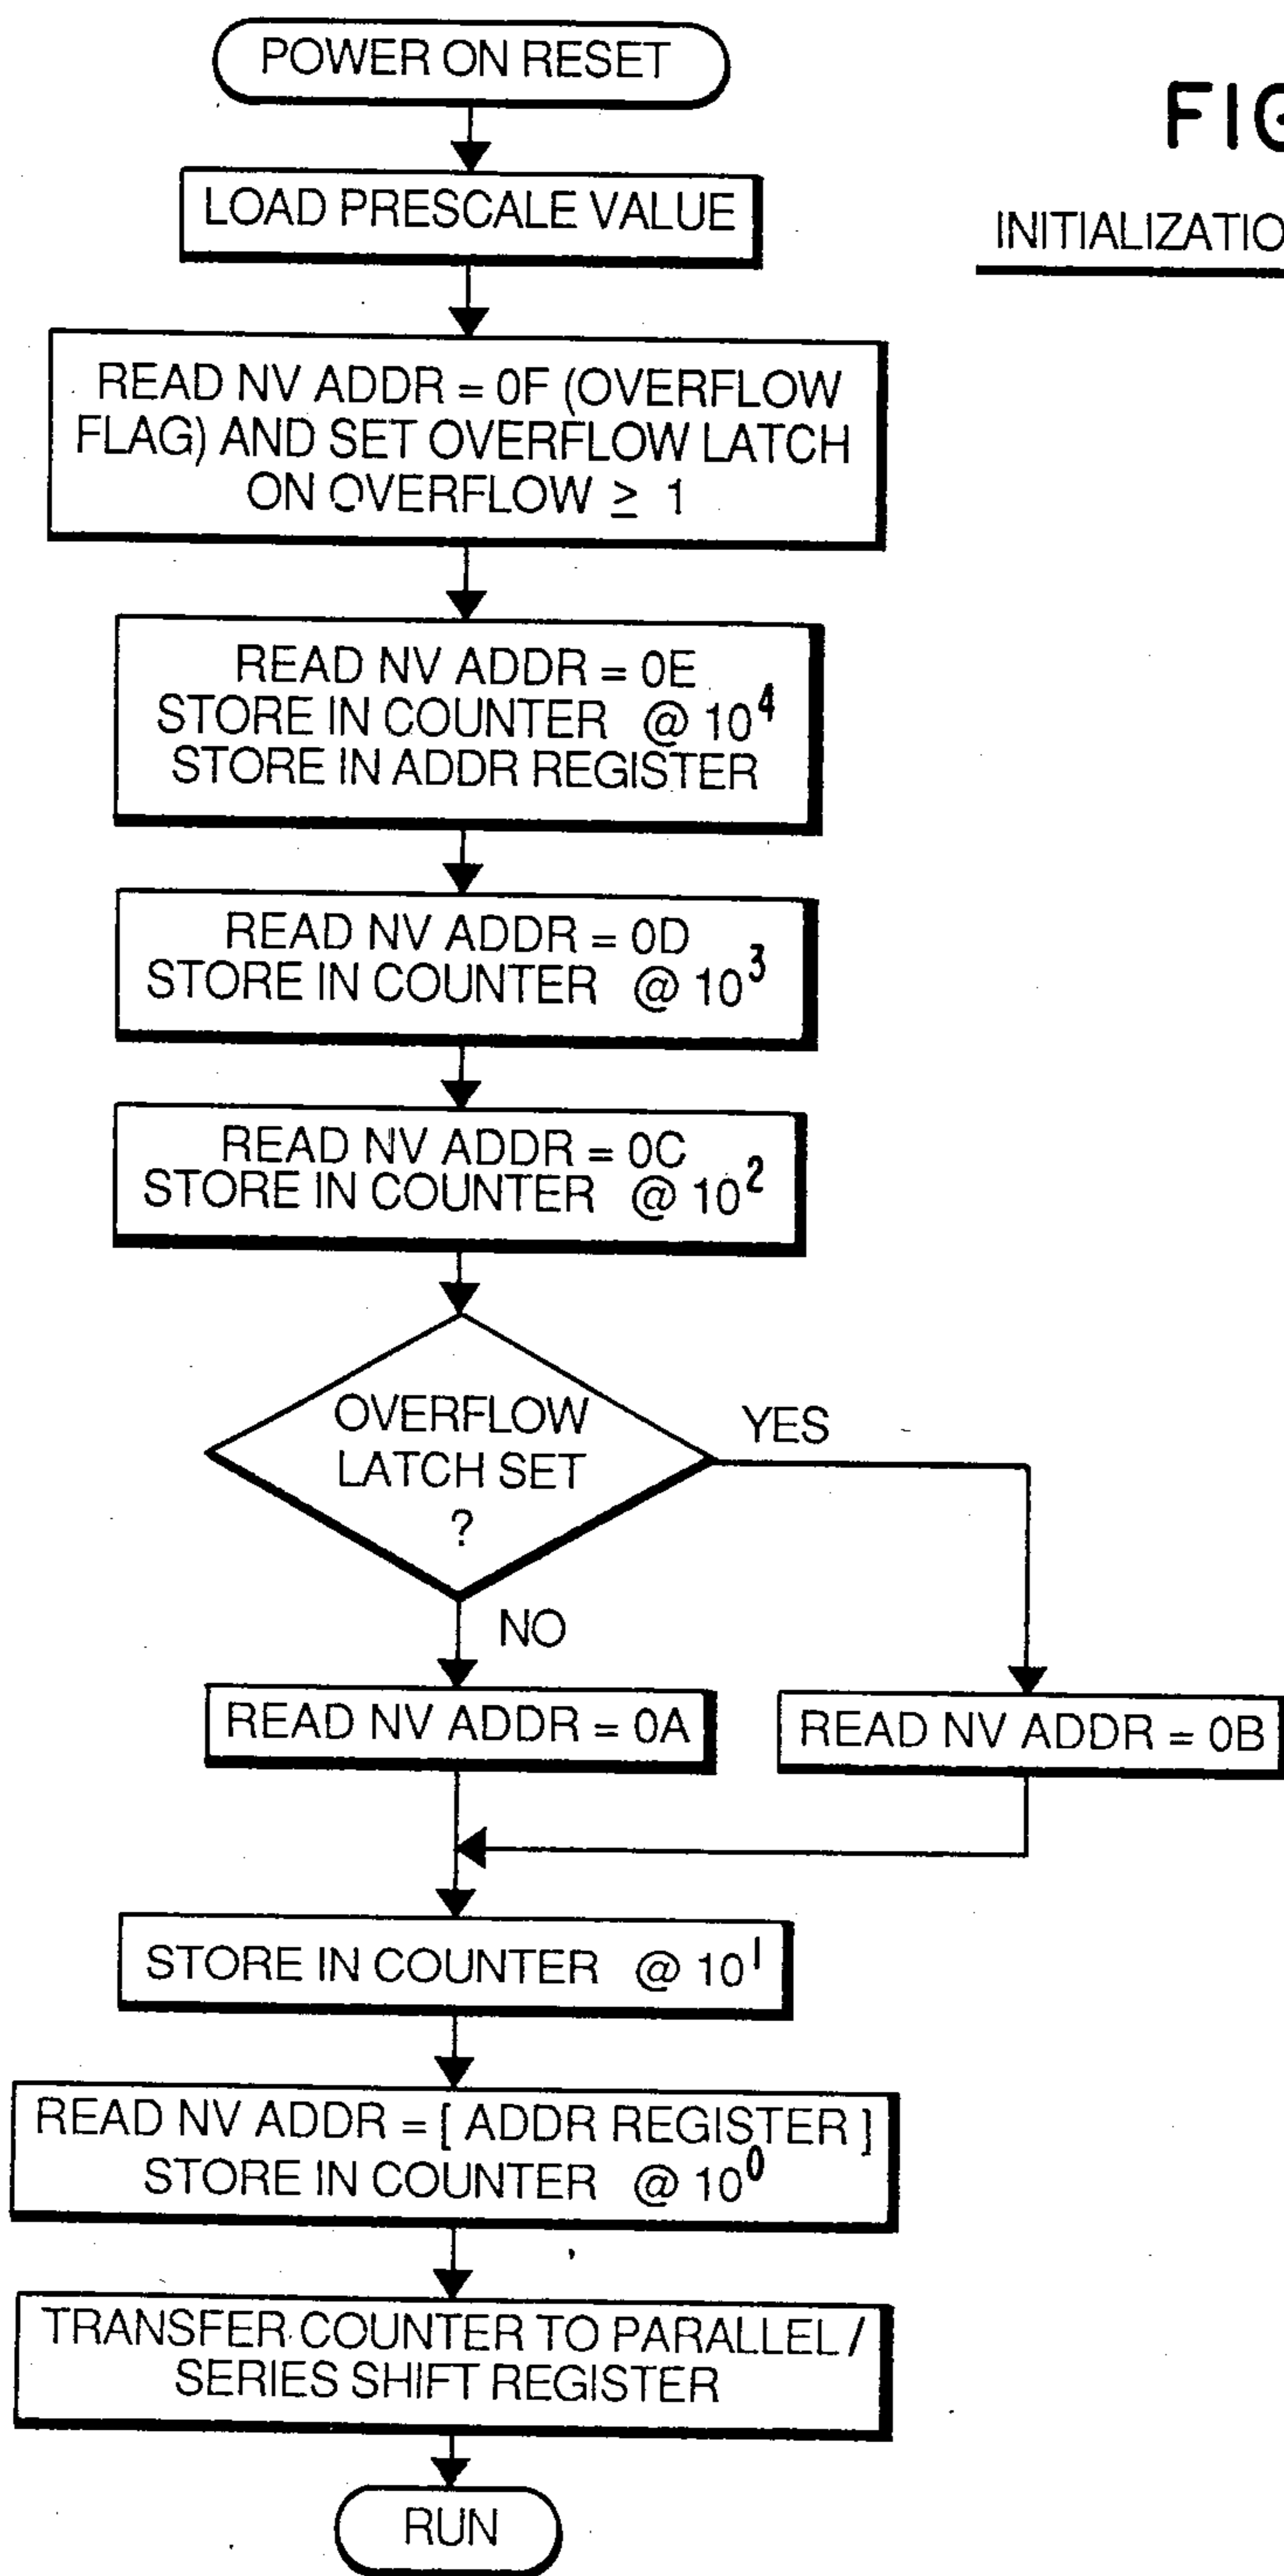 POWER ON RESET
FIG
INITIALIZATIO
LOAD PRESCALE VALUE
READ NV ADDR = 0F (OVERFLOW
FLAG) AND SET OVERFLOW LATCH
ON OVERFLOW ≥ 1
READ NV ADDR = 0E
STORE IN COUNTER @ 10⁴
STORE IN ADDR REGISTER
READ NV ADDR = 0D
STORE IN COUNTER @ 10³
READ NV ADDR = 0C
STORE IN COUNTER @ 10²
OVERFLOW
LATCH SET
?
YES
NO
READ NV ADDR = 0A
READ NV ADDR = 0B
STORE IN COUNTER @ 10¹
READ NV ADDR = [ ADDR REGISTER ]
STORE IN COUNTER @ 10⁰
TRANSFER COUNTER TO PARALLEL /
SERIES SHIFT REGISTER
RUN